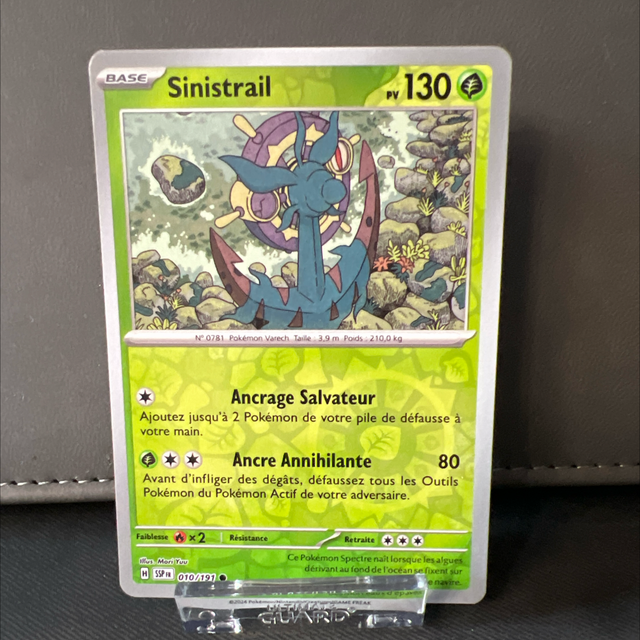 BASE
Sinistrail
PV 130
N° 0781 Pokémon Varech Taille : 3,9 m Poids : 210,0 kg
Ancrage Salvateur
Ajoutez jusqu'à 2 Pokémon de votre pile de défausse à
votre main.
Ancre Annihilante 80
Avant d'infliger des dégâts, défaussez tous les Outils
Pokémon du Pokémon Actif de votre adversaire.
Faiblesse ×2 Résistance Retraite
Illus. Mori Yuu
Ce Pokémon Spectre naît lorsque les algues
dérivant au fond de l'océan se fixent sur
H SSP FR 010/191
GUARD